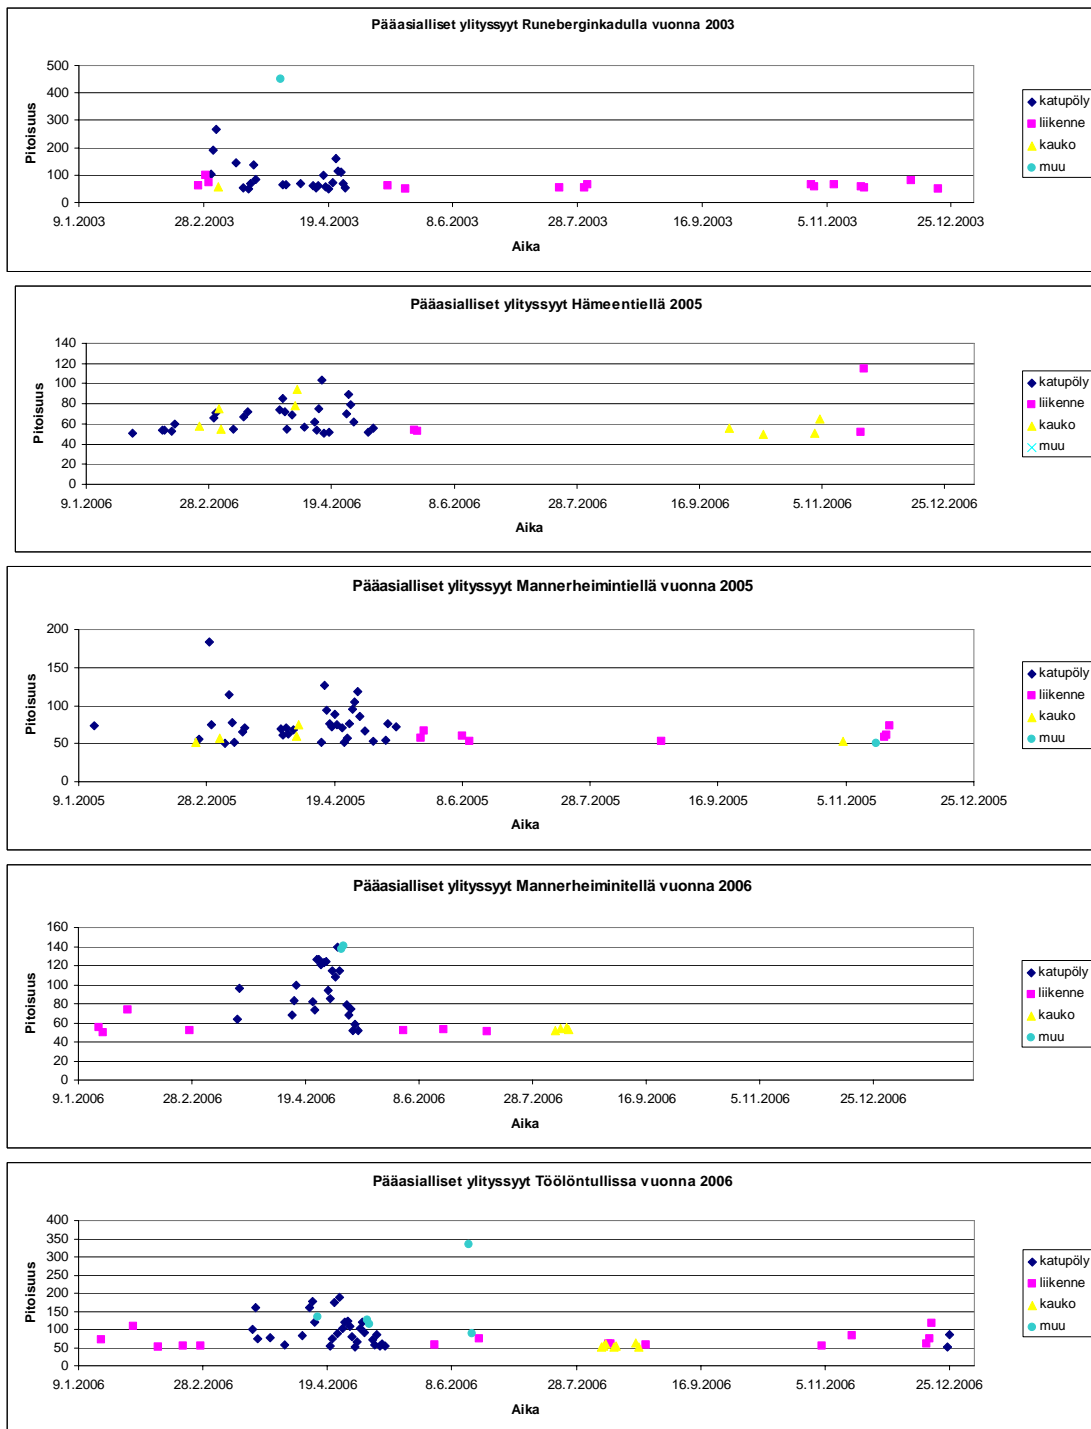 Pääasialliset ylityssyyt Runeberginkadulla vuonna 2003
Pitoisuus
500
400
300
200
100
0
9.1.2003 28.2.2003 19.4.2003 8.6.2003 28.7.2003 16.9.2003 5.11.2003 25.12.2003
Aika
katupöly
liikenne
kauko
muu
Pääasialliset ylityssyyt Hämeentiellä 2005
Pitoisuus
140
120
100
80
60
40
20
0
9.1.2006 28.2.2006 19.4.2006 8.6.2006 28.7.2006 16.9.2006 5.11.2006 25.12.2006
Aika
katupöly
liikenne
kauko
muu
Pääasialliset ylityssyyt Mannerheimintiellä vuonna 2005
Pitoisuus
200
150
100
50
0
9.1.2005 28.2.2005 19.4.2005 8.6.2005 28.7.2005 16.9.2005 5.11.2005 25.12.2005
Aika
katupöly
liikenne
kauko
muu
Pääasialliset ylityssyyt Mannerheiminitellä vuonna 2006
Pitoisuus
160
140
120
100
80
60
40
20
0
9.1.2006 28.2.2006 19.4.2006 8.6.2006 28.7.2006 16.9.2006 5.11.2006 25.12.2006
Aika
katupöly
liikenne
kauko
muu
Pääasialliset ylityssyyt Töölöntullissa vuonna 2006
Pitoisuus
400
350
300
250
200
150
100
50
0
9.1.2006 28.2.2006 19.4.2006 8.6.2006 28.7.2006 16.9.2006 5.11.2006 25.12.2006
Aika
katupöly
liikenne
kauko
muu